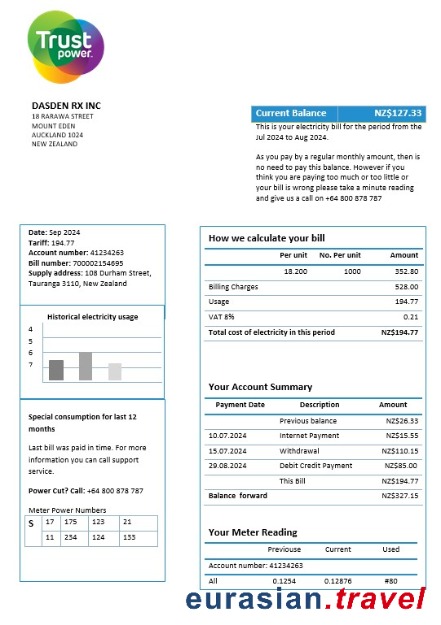 Trust
power.
DASDEN RX INC
18 RARAWA STREET
MOUNT EDEN
AUCKLAND 1024
NEW ZEALAND
Current Balance NZ$127.33
This is your electricity bill for the period from the
Jul 2024 to Aug 2024.
As you pay by a regular monthly amount, then is
no need to pay this balance. However if you
think you are paying too much or too little or
your bill is wrong please take a minute reading
and give us a call on +64 800 878 787
Date: Sep 2024
Tariff: 194.77
Account number: 41234263
Bill number: 700002154695
Supply address: 108 Durham Street,
Tauranga 3110, New Zealand
Historical electricity usage
4
5
6
7
Special consumption for last 12
months
Last bill was paid in time. For more
information you can call support
service.
Power Cut? Call: +64 800 878 787
Meter Power Numbers
S 17 175 123 21
11 234 124 133
How we calculate your bill
Per unit No. Per unit Amount
18.200 1000 352.80
Billing Charges 528.00
Usage 194.77
VAT 8% 0.21
Total cost of electricity in this period NZ$194.77
Your Account Summary
Payment Date Description Amount
Previous balance NZ$26.33
10.07.2024 Internet Payment NZ$15.55
15.07.2024 Withdrawal NZ$110.15
29.08.2024 Debit Credit Payment NZ$85.00
This Bill NZ$194.77
Balance forward NZ$327.15
Your Meter Reading
Previouse Current Used
Account number: 41234263
All 0.1254 0.12876 #80
eurasian.travel